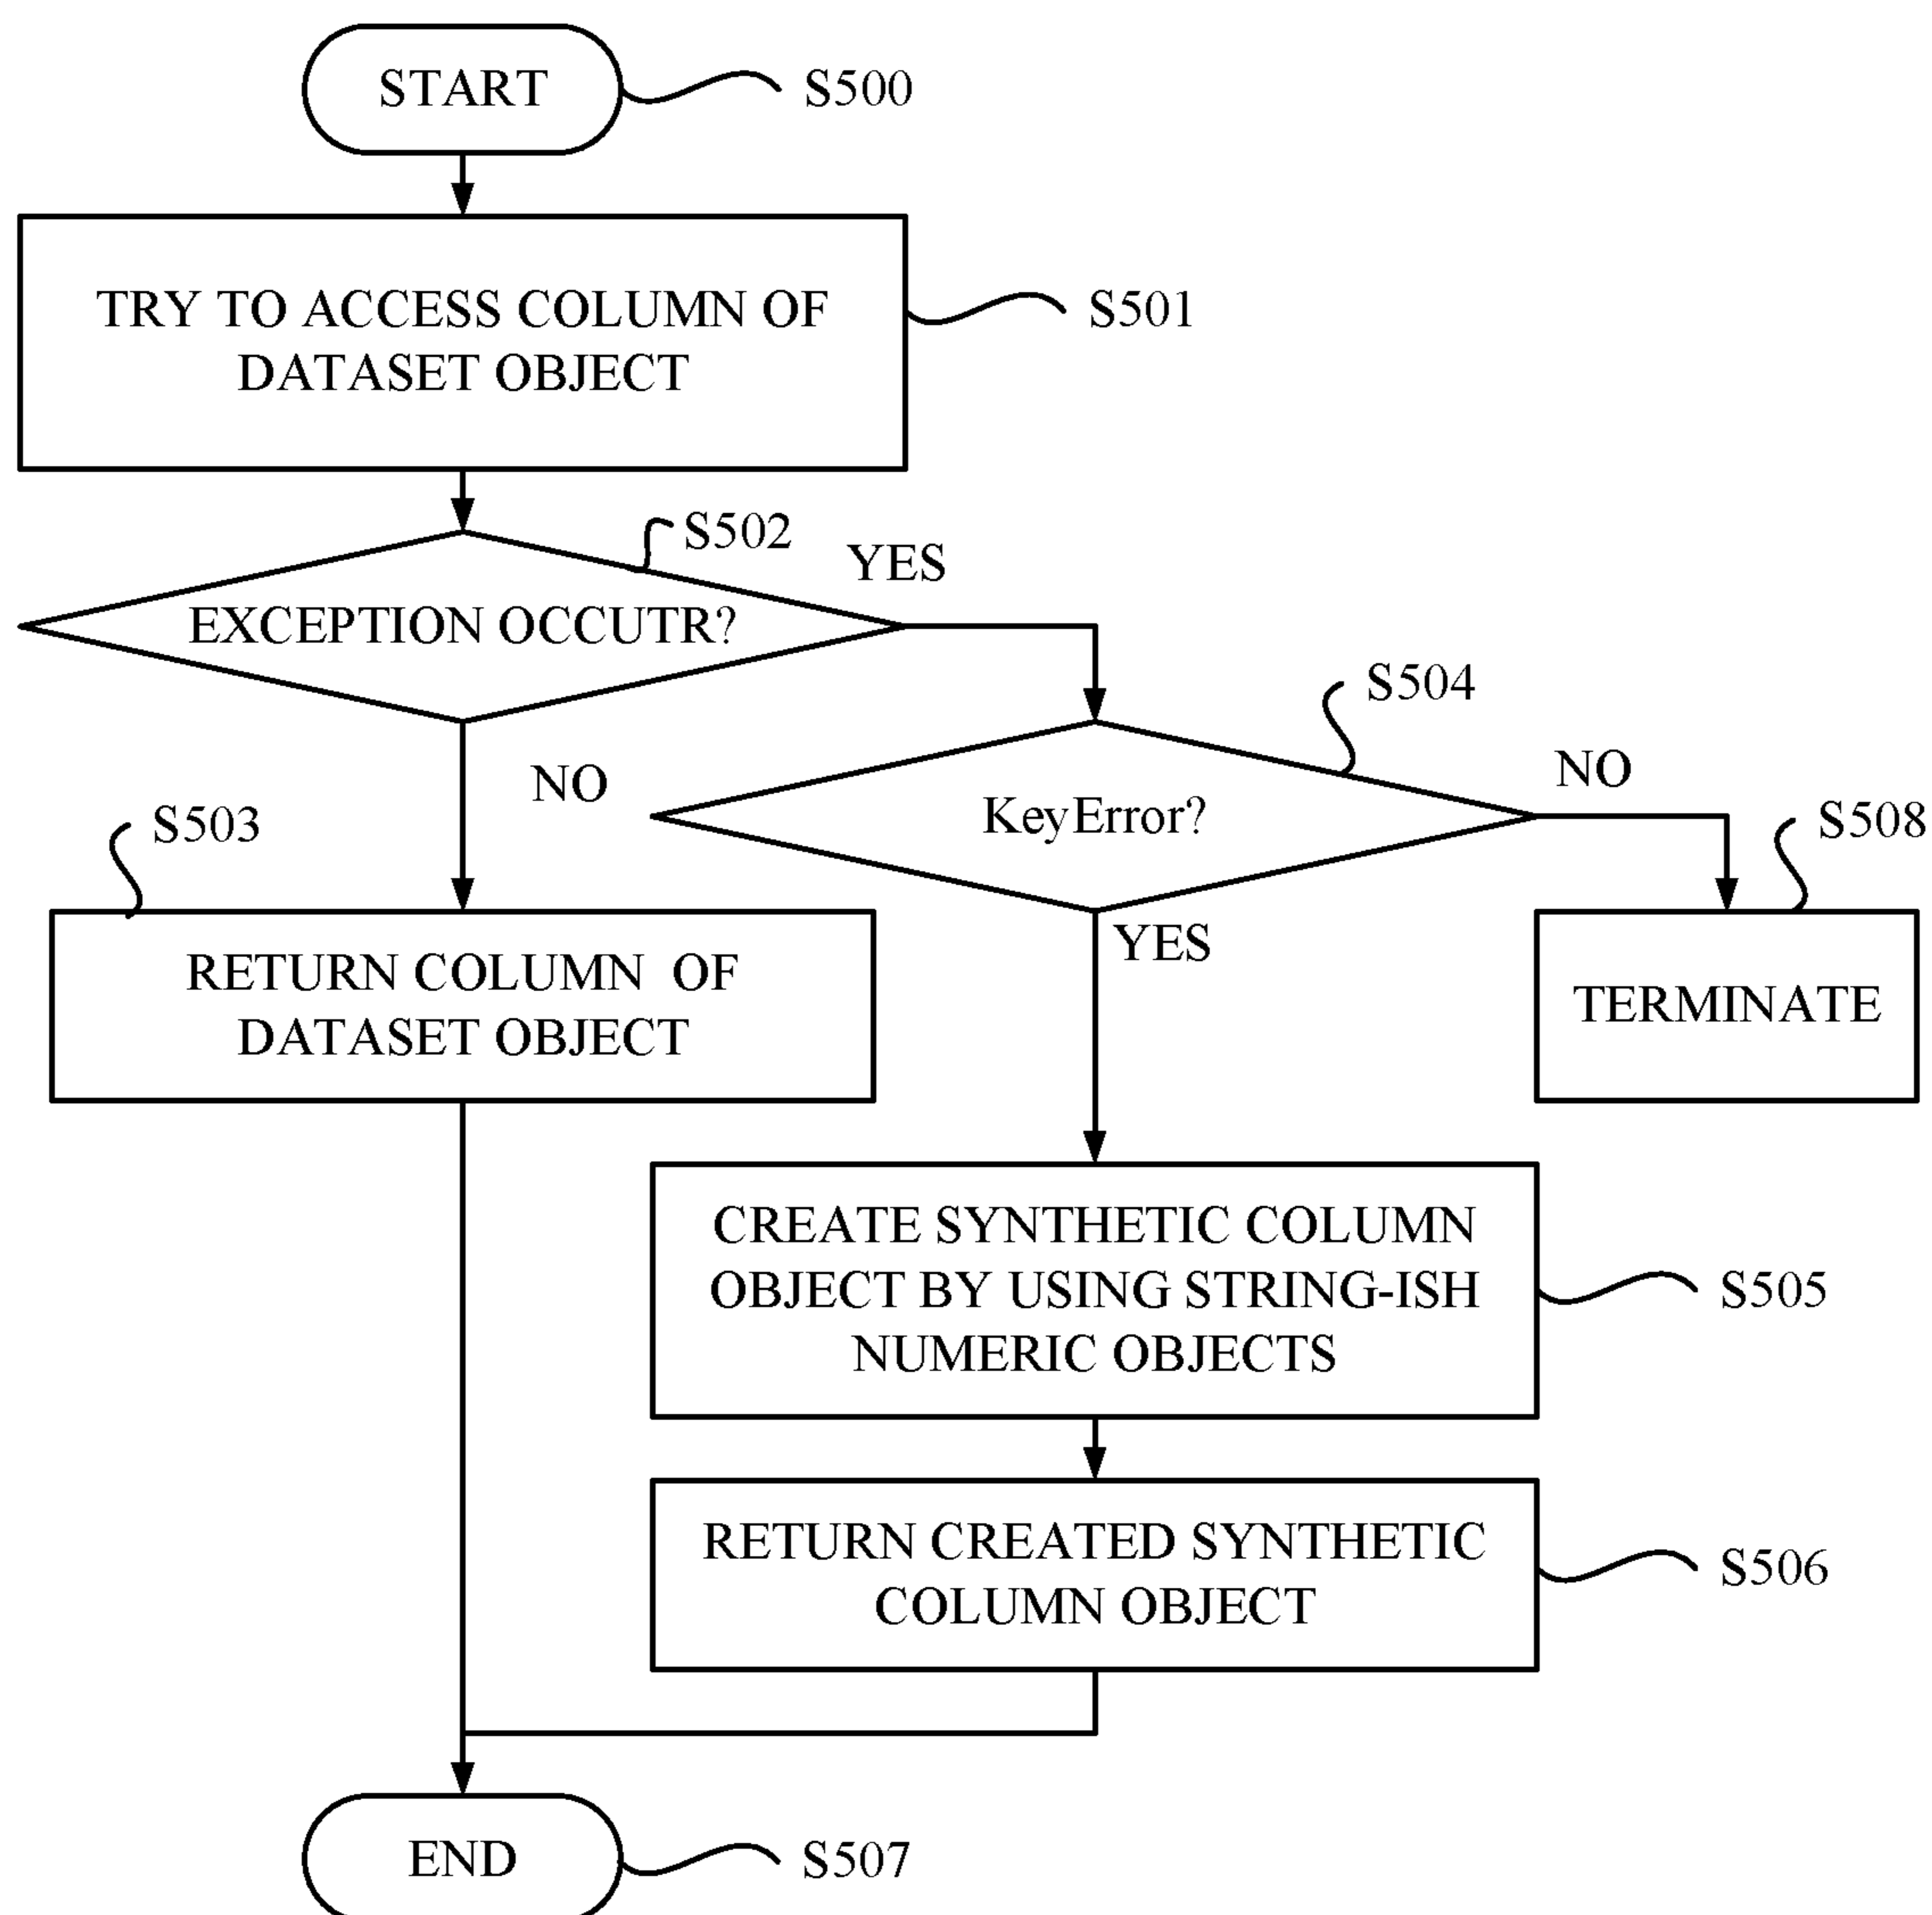 START
S500
TRY TO ACCESS COLUMN OF
DATASET OBJECT
S501
S502
YES
EXCEPTION OCCUTR?
S504
NO
NO
S503
KeyError?
S508
YES
RETURN COLUMN OF
DATASET OBJECT
TERMINATE
CREATE SYNTHETIC COLUMN
OBJECT BY USING STRING-ISH
NUMERIC OBJECTS
S505
RETURN CREATED SYNTHETIC
COLUMN OBJECT
S506
END
S507